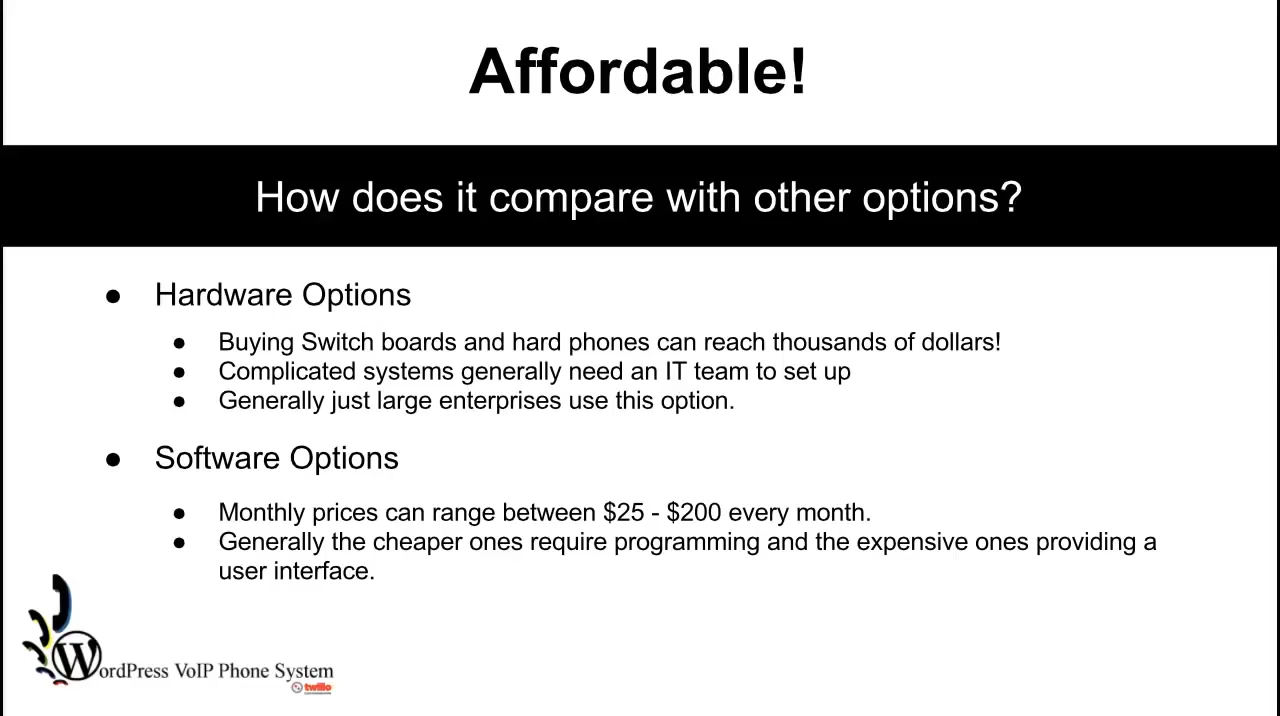 Affordable!
How does it compare with other options?
● Hardware Options
● Buying Switch boards and hard phones can reach thousands of dollars!
● Complicated systems generally need an IT team to set up
● Generally just large enterprises use this option.
● Software Options
● Monthly prices can range between $25 - $200 every month.
● Generally the cheaper ones require programming and the expensive ones providing a
user interface.
WordPress VoIP Phone System
twilio